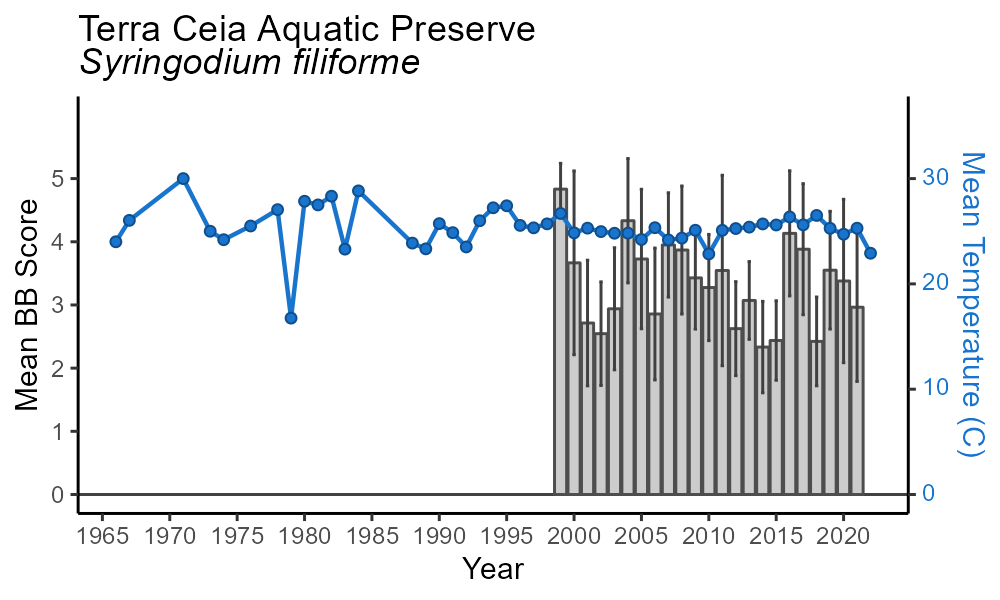 Terra Ceia Aquatic Preserve
Syringodium filiforme
Mean BB Score
5
4
3
2
1
0
30
20
10
0
Mean Temperature (C)
1965 1970 1975 1980 1985 1990 1995 2000 2005 2010 2015 2020
Year